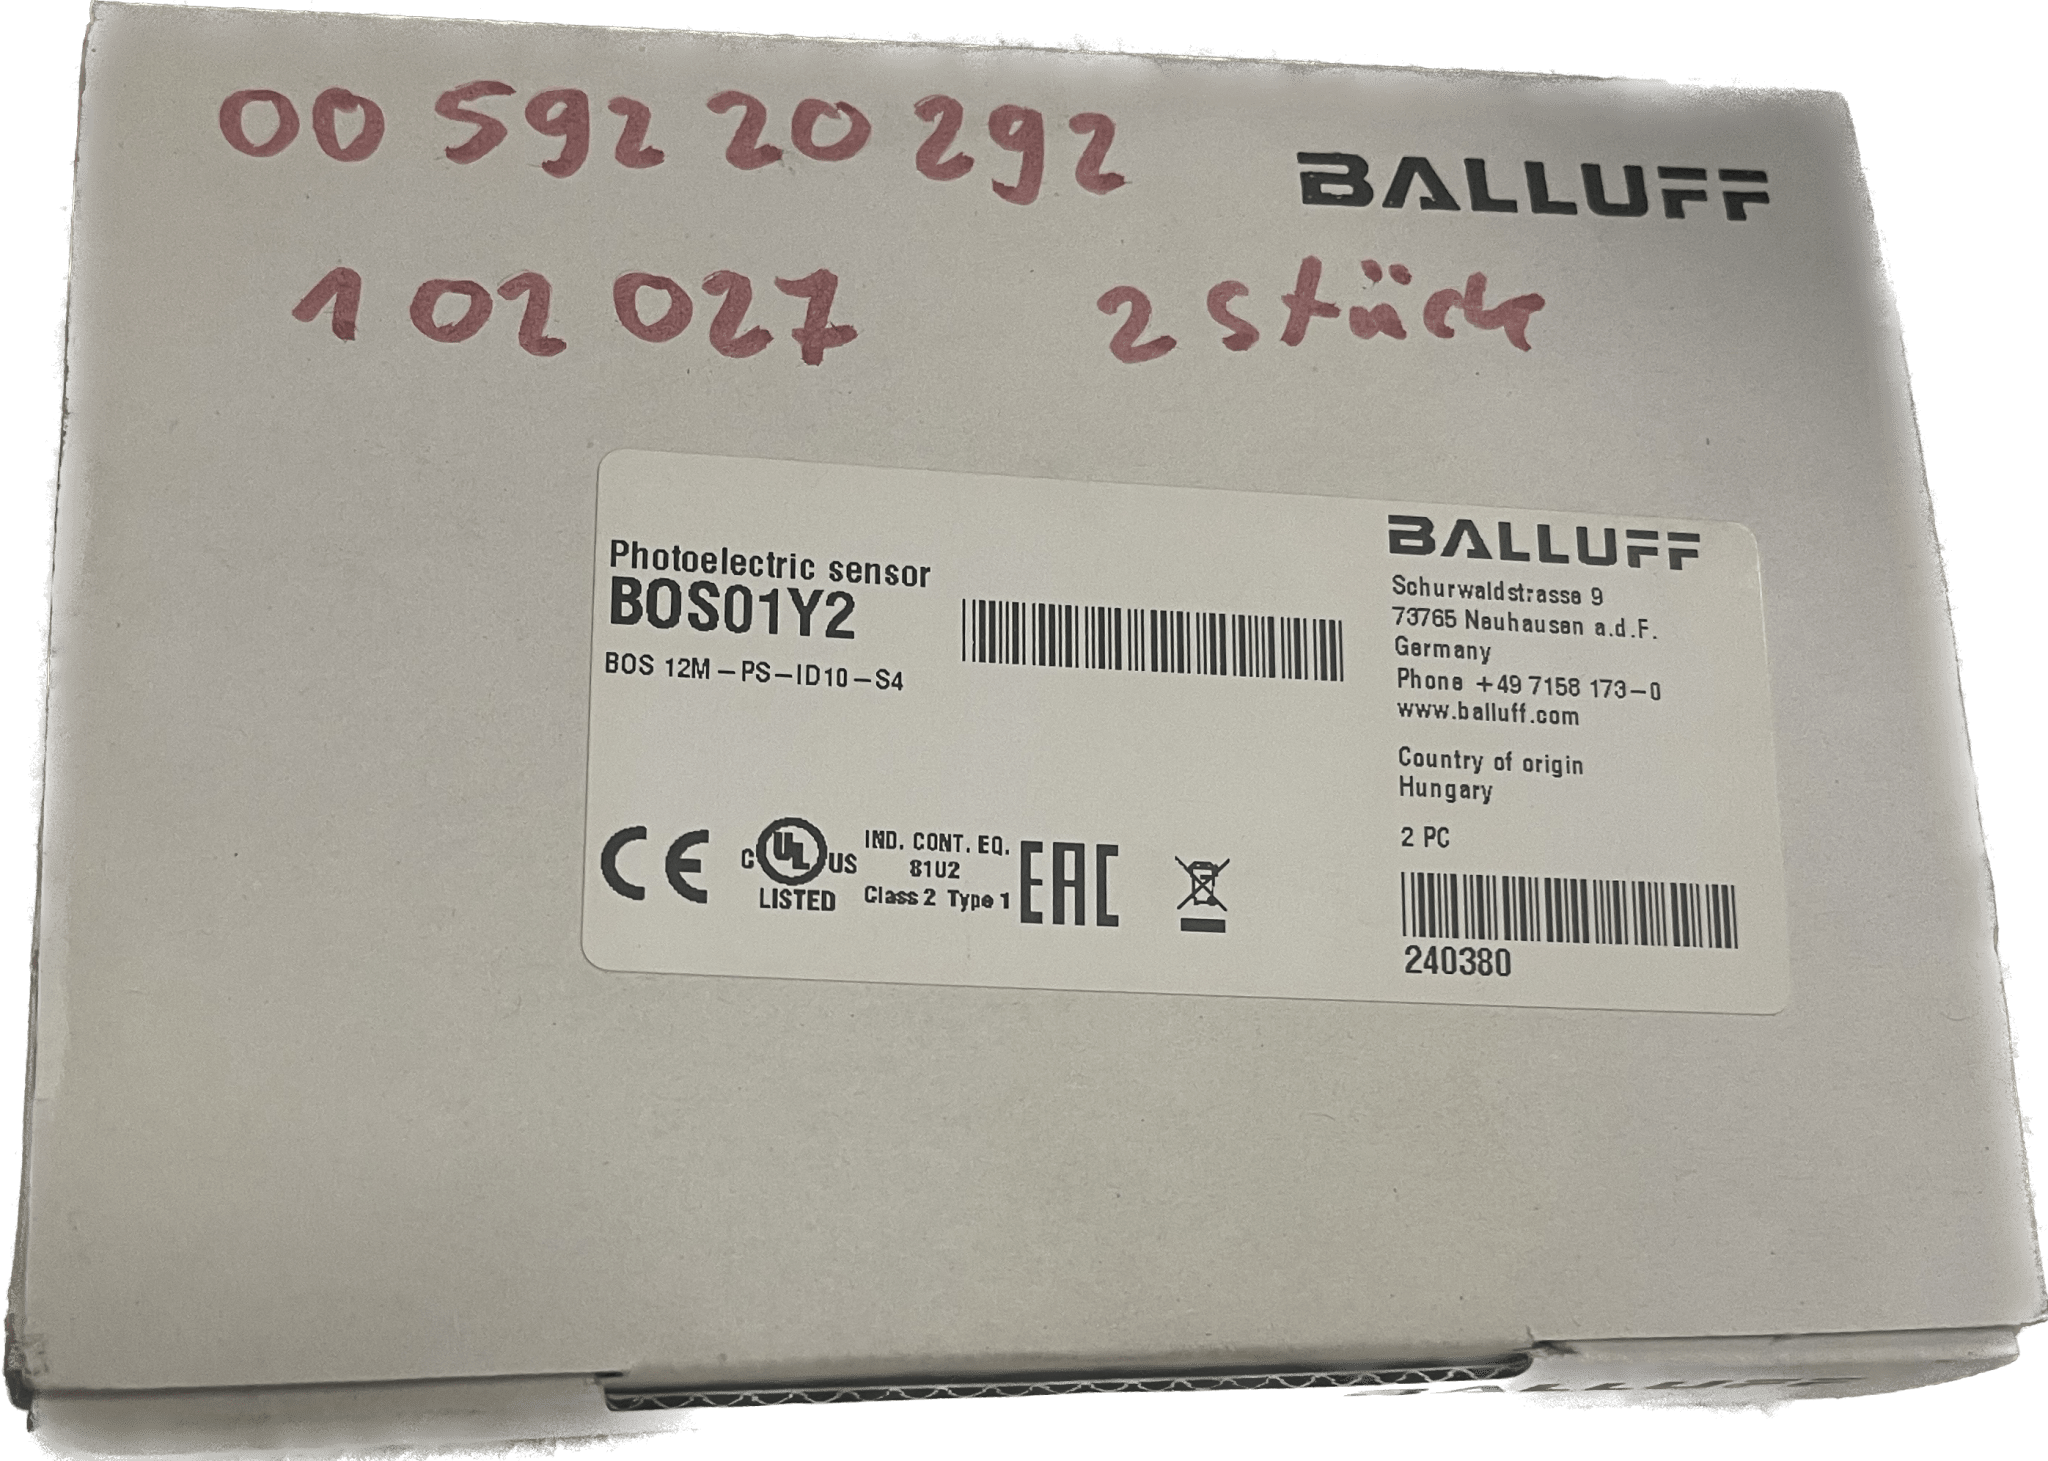 00 592 20 292
BALLUFF
102 027 2 Stück
Photoelectric sensor
BOS01Y2
BOS 12M-PS-ID10-S4
BALLUFF
Schurwaldstrasse 9
73765 Neuhausen a.d.F.
Germany
Phone +49 7158 173-0
www.balluff.com
Country of origin
Hungary
2 PC
240380
CE
C UL US
LISTED
IND. CONT. EQ.
81U2
Class 2 Type 1
EAC
BALLUFF